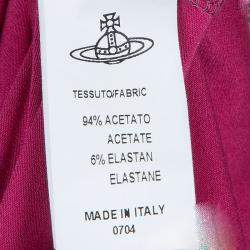 TESSUTO/FABRIC
94% ACETATO
ACETATE
6% ELASTAN
ELASTANE
MADE IN ITALY
0704